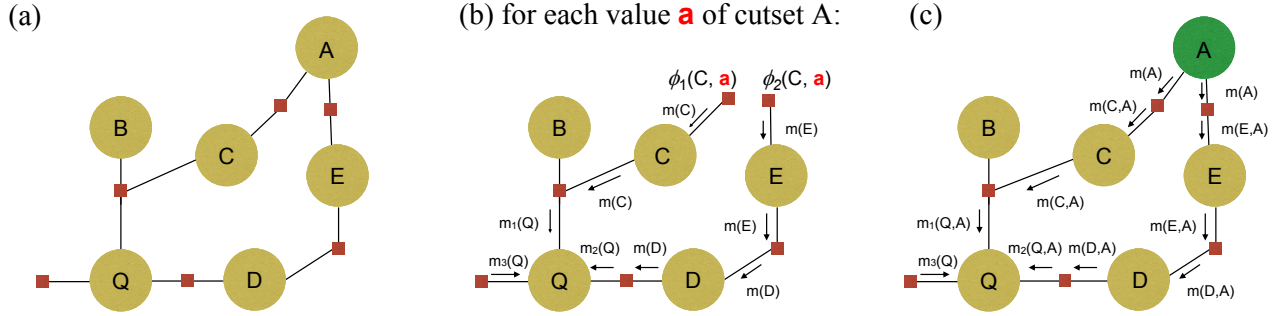 (a)
(b) for each value a of cutset A:
(c)
A
B
C
E
Q
D
ϕ1(C, a)
ϕ2(C, a)
m(C)
m(E)
B
C
E
m(C)
m1(Q)
m(E)
m2(Q)
m(D)
m3(Q)
Q
D
m(D)
A
m(A)
m(A)
m(C,A)
m(E,A)
B
C
E
m(C,A)
m1(Q,A)
m(E,A)
m2(Q,A)
m(D,A)
m3(Q)
Q
D
m(D,A)